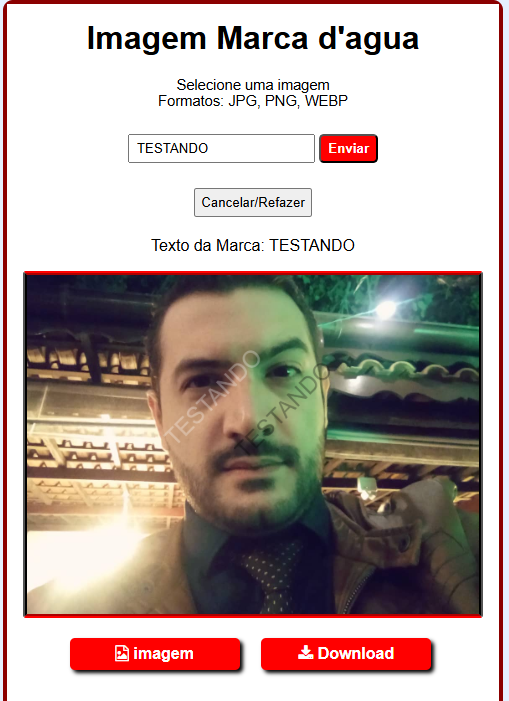 Imagem Marca d'agua
Selecione uma imagem
Formatos: JPG, PNG, WEBP
TESTANDO
Enviar
Cancelar/Refazer
Texto da Marca: TESTANDO
TESTANDO
TESTANDO
imagem
Download